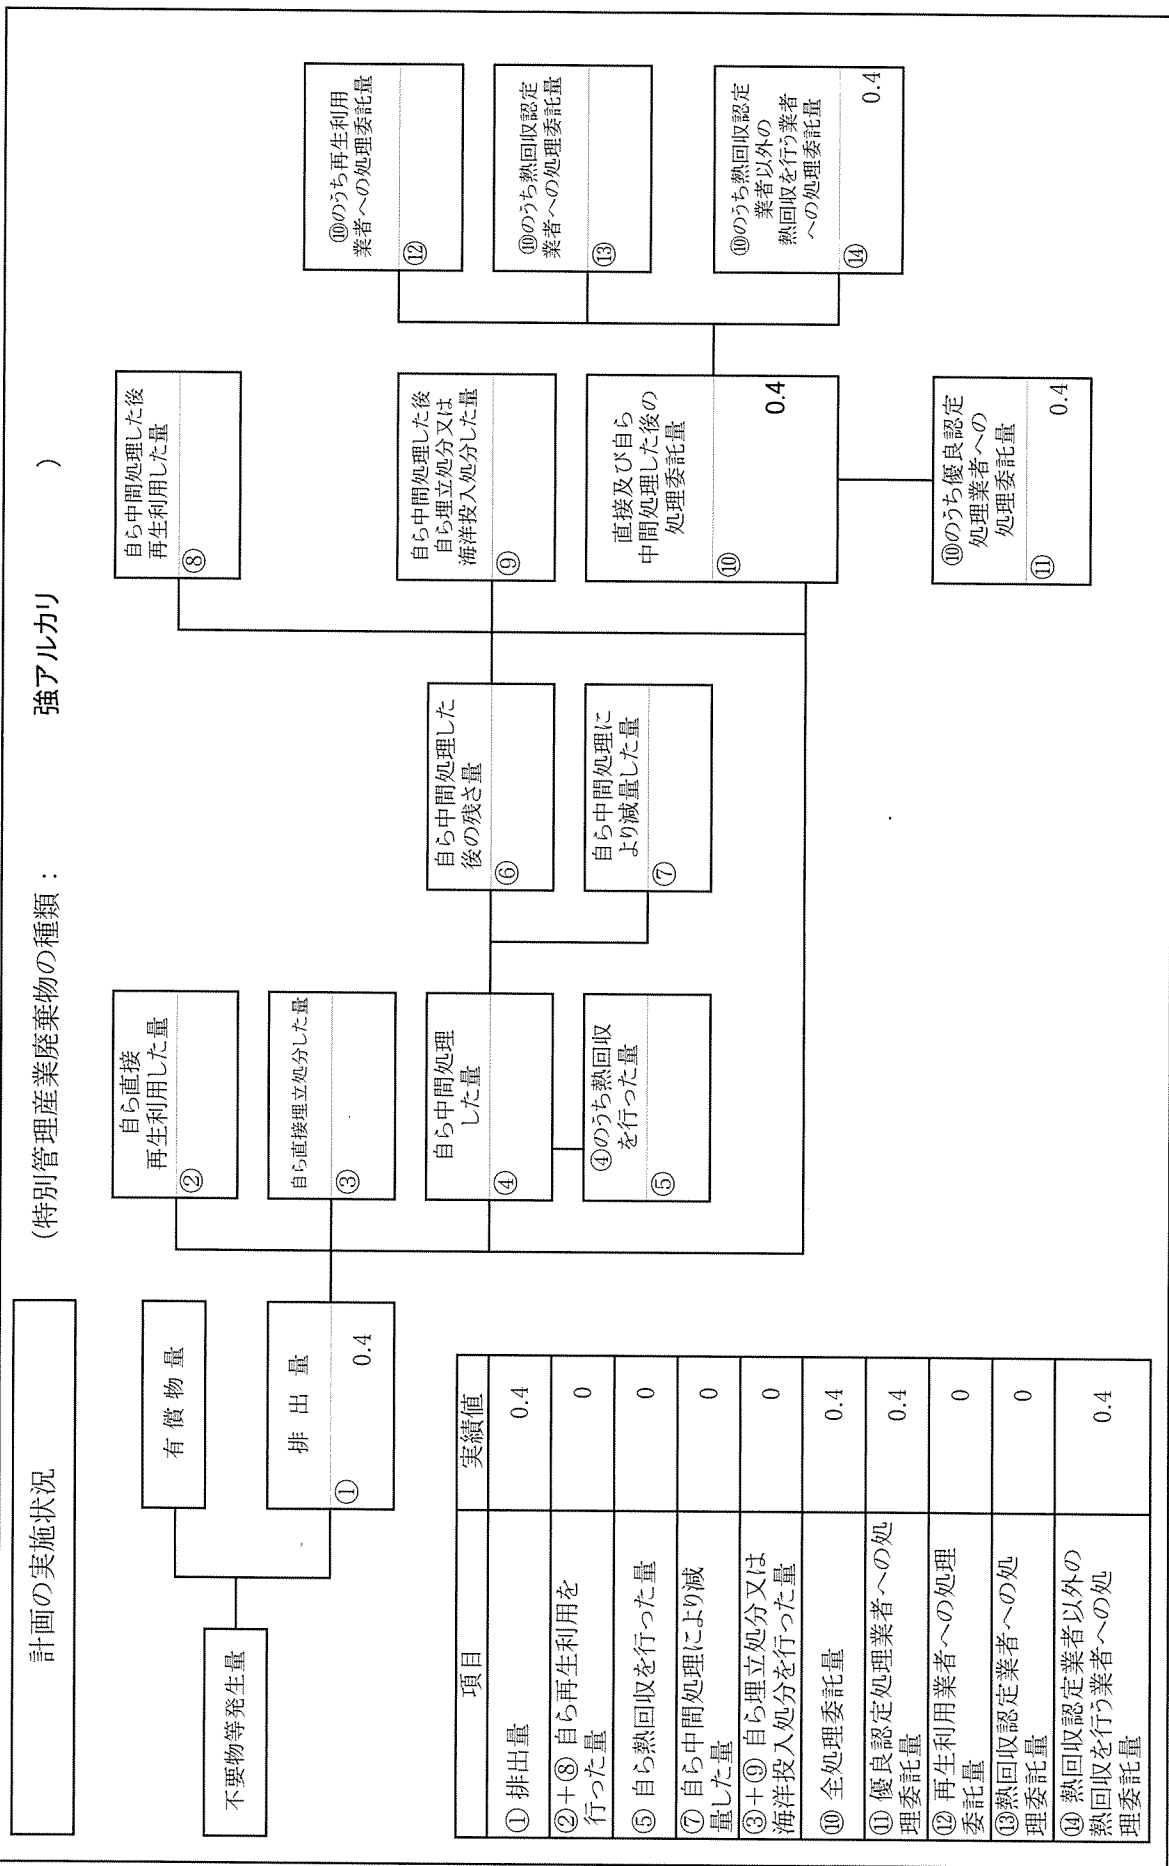 計画の実施状況
(特別管理産業廃棄物の種類：　強アルカリ　)
不要物等発生量
有 償 物 量
排 出 量
① 0.4
自ら直接
再生利用した量
②
自ら直接埋立処分した量
③
自ら中間処理
した量
④
④のうち熱回収
を行った量
⑤
自ら中間処理した
後の残さ量
⑥
自ら中間処理に
より減量した量
⑦
自ら中間処理した後
再生利用した量
⑧
自ら中間処理した後
自ら埋立処分又は
海洋投入処分した量
⑨
直接及び自ら
中間処理した後の
処理委託量
⑩ 0.4
⑩のうち優良認定
処理業者への
処理委託量
⑪ 0.4
⑩のうち再生利用
業者への処理委託量
⑫
⑩のうち熱回収認定
業者への処理委託量
⑬
⑩のうち熱回収認定
業者以外の
熱回収を行う業者
への処理委託量
⑭ 0.4
項目 実績値
① 排出量 0.4
②＋⑧ 自ら再生利用を
行った量 0
⑤ 自ら熱回収を行った量 0
⑦ 自ら中間処理により減
量した量 0
③＋⑨ 自ら埋立処分又は
海洋投入処分を行った量 0
⑩ 全処理委託量 0.4
⑪ 優良認定処理業者への処
理委託量 0.4
⑫ 再生利用業者への処理
委託量 0
⑬熱回収認定業者への処
理委託量 0
⑭ 熱回収認定業者以外の
熱回収を行う業者への処
理委託量 0.4